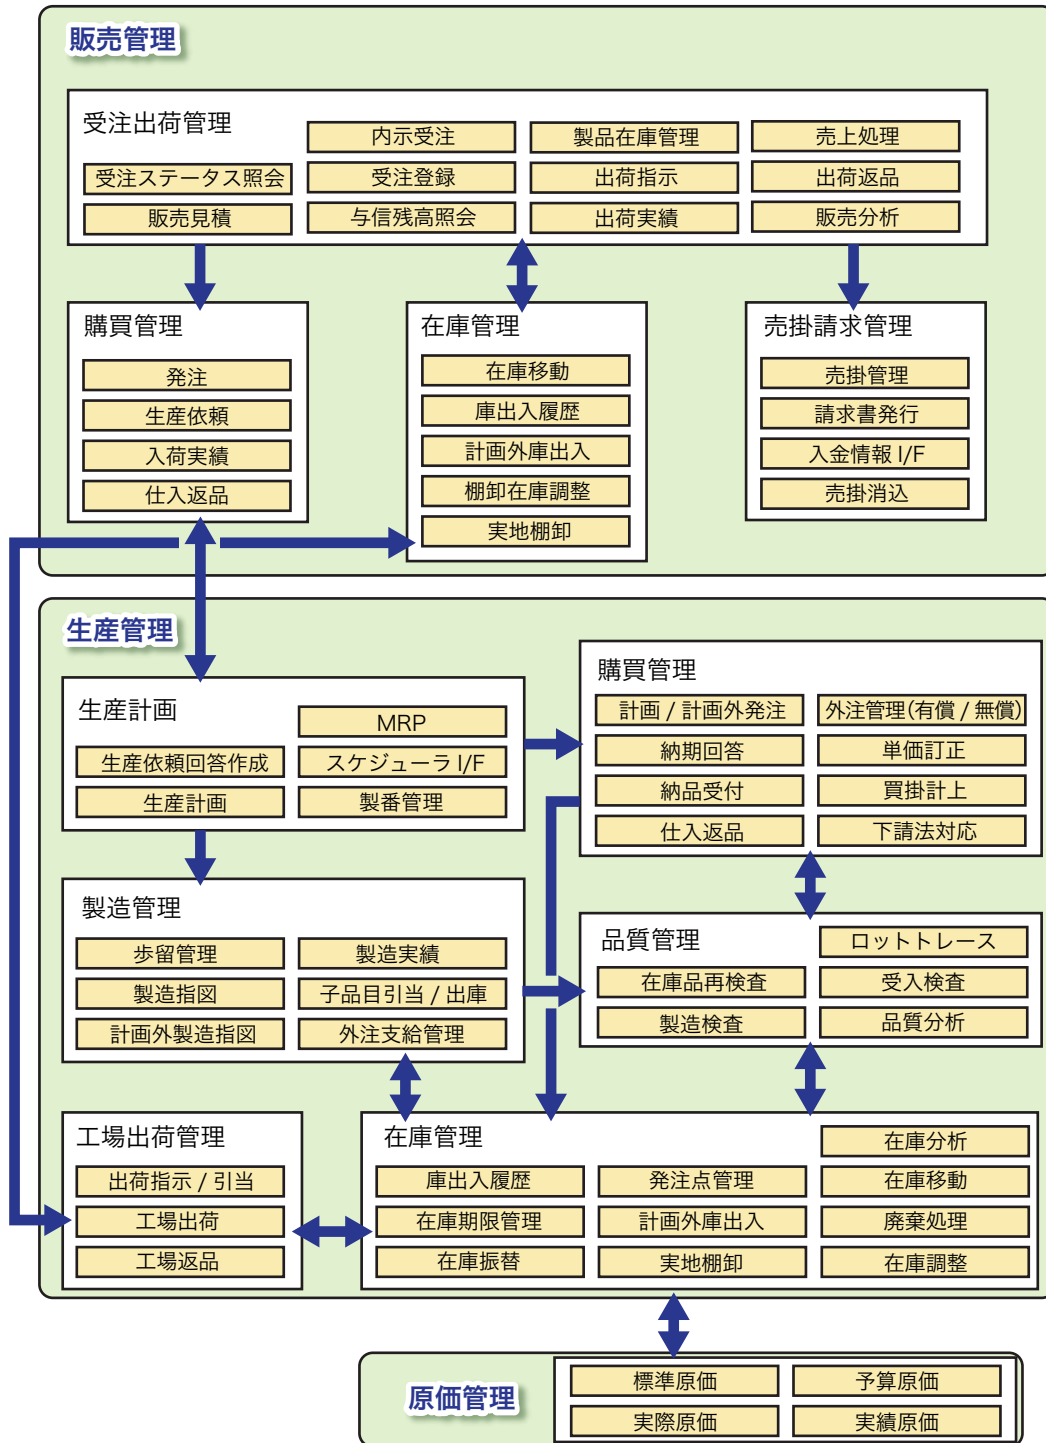 販売管理
受注出荷管理
受注ステータス照会
販売見積
内示受注
受注登録
与信残高照会
製品在庫管理
出荷指示
出荷実績
売上処理
出荷返品
販売分析
購買管理
発注
生産依頼
入荷実績
仕入返品
在庫管理
在庫移動
庫出入履歴
計画外庫出入
棚卸在庫調整
実地棚卸
売掛請求管理
売掛管理
請求書発行
入金情報 I/F
売掛消込
生産管理
生産計画
生産依頼回答作成
生産計画
MRP
スケジューラ I/F
製番管理
購買管理
計画 / 計画外発注
納期回答
納品受付
仕入返品
外注管理(有償 / 無償)
単価訂正
買掛計上
下請法対応
製造管理
歩留管理
製造指図
計画外製造指図
製造実績
子品目引当 / 出庫
外注支給管理
品質管理
在庫品再検査
製造検査
ロットトレース
受入検査
品質分析
工場出荷管理
出荷指示 / 引当
工場出荷
工場返品
在庫管理
庫出入履歴
在庫期限管理
在庫振替
発注点管理
計画外庫出入
実地棚卸
在庫分析
在庫移動
廃棄処理
在庫調整
原価管理
標準原価
実際原価
予算原価
実績原価